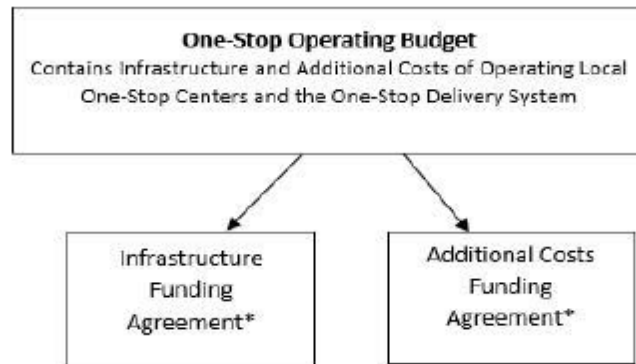 One-Stop Operating Budget
Contains Infrastructure and Additional Costs of Operating Local
One-Stop Centers and the One-Stop Delivery System
Infrastructure
Funding
Agreement*
Additional Costs
Funding
Agreement*